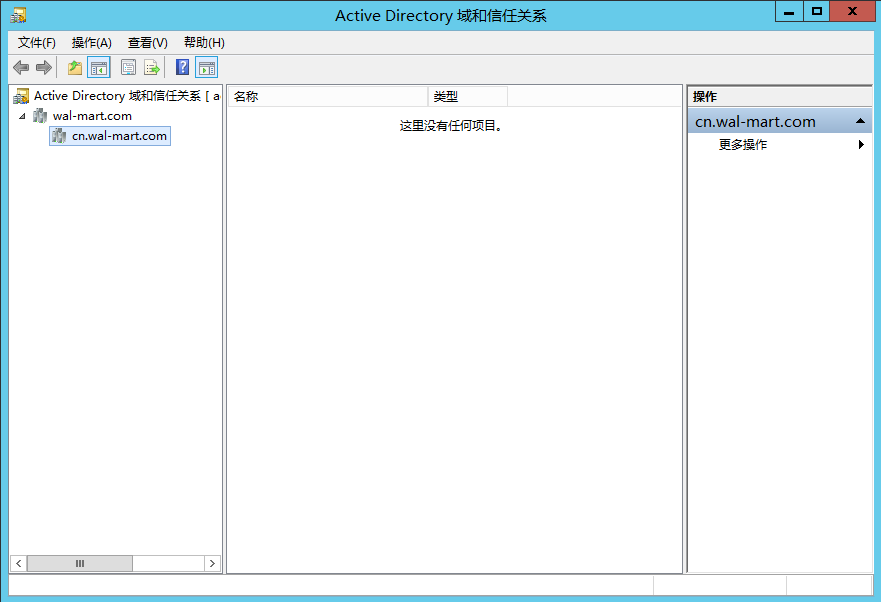 Active Directory 域和信任关系
文件(F) 操作(A) 查看(V) 帮助(H)
Active Directory 域和信任关系 [ a
wal-mart.com
cn.wal-mart.com
名称 类型
这里没有任何项目。
操作
cn.wal-mart.com
更多操作